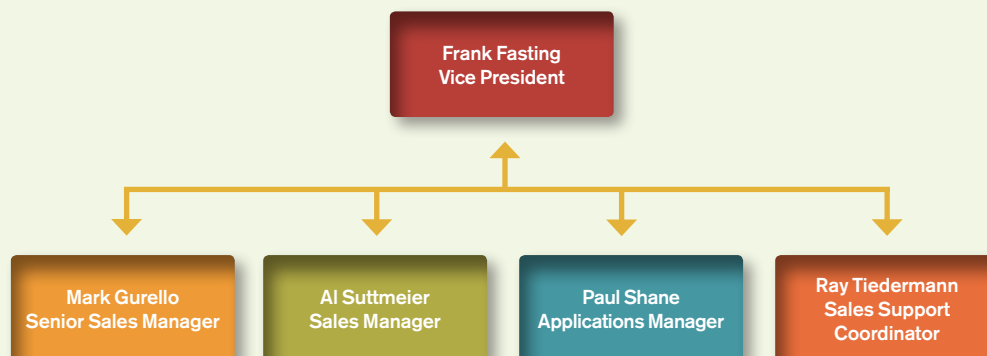 Frank Fasting
Vice President
Mark Gurello
Senior Sales Manager
Al Suttmeier
Sales Manager
Paul Shane
Applications Manager
Ray Tiedermann
Sales Support
Coordinator